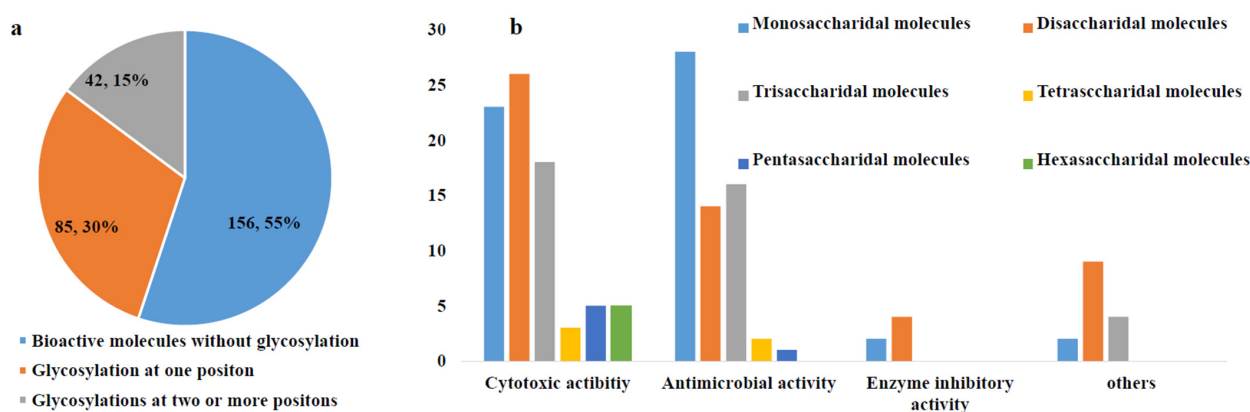 a
42, 15%
85, 30%
156, 55%
Bioactive molecules without glycosylation
Glycosylation at one positon
Glycosylations at two or more positons
b
Monosaccharidal molecules
Disaccharidal molecules
Trisaccharidal molecules
Tetrasccharidal molecules
Pentasaccharidal molecules
Hexasaccharidal molecules
30
25
20
15
10
5
0
Cytotoxic actibitiy
Antimicrobial activity
Enzyme inhibitory
activity
others